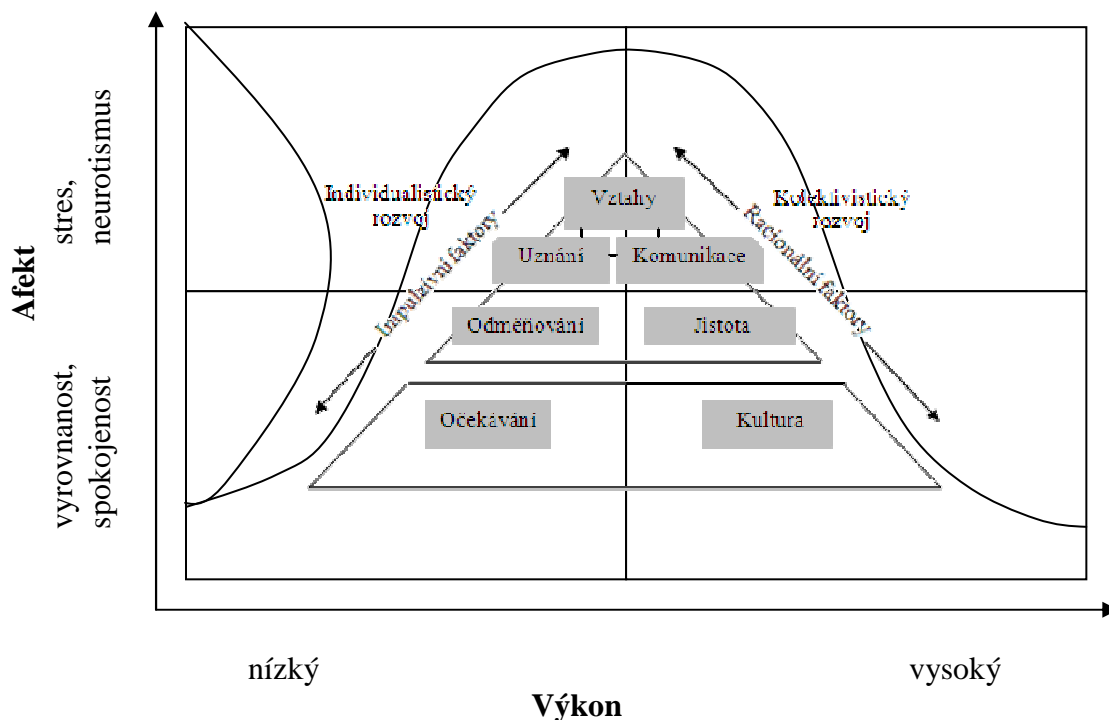 Afekt
stres,
neurotismus
vyrovnanost,
spokojenost
Individualistický
rozvoj
Impulzívní faktory
Kolektivistický
rozvoj
Racionální faktory
Vztahy
Uznání
Komunikace
Odměňování
Jistota
Očekávání
Kultura
nízký
vysoký
Výkon